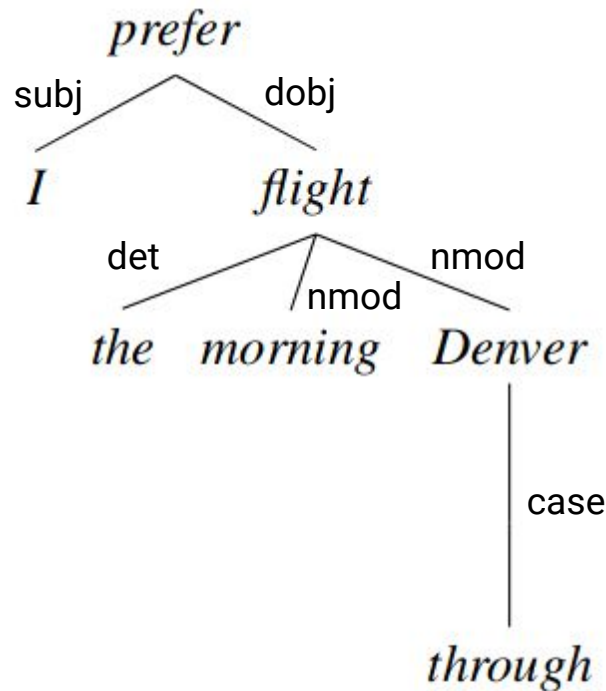 prefer
subj dobj
I flight
det nmod
nmod
the morning Denver
case
through